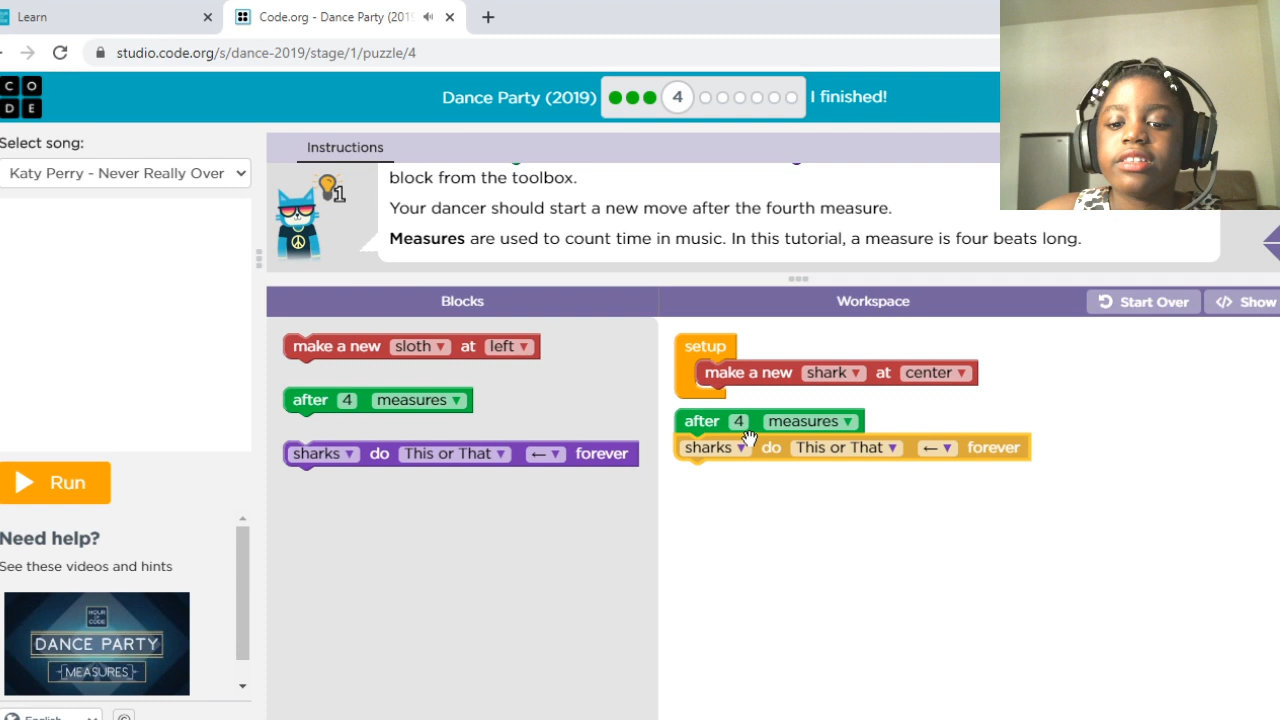 Learn
Code.org - Dance Party (201
studio.code.org/s/dance-2019/stage/1/puzzle/4
C O
D E
Dance Party (2019)
4
I finished!
Select song:
Katy Perry - Never Really Over
Instructions
1
block from the toolbox.
Your dancer should start a new move after the fourth measure.
Measures are used to count time in music. In this tutorial, a measure is four beats long.
Blocks
Workspace
Start Over
</> Show
make a new sloth at left
after 4 measures
sharks do This or That ← forever
setup
make a new shark at center
after 4 measures
sharks do This or That ← forever
Run
Need help?
See these videos and hints
HOUR OF CODE
DANCE PARTY
MEASURES
English